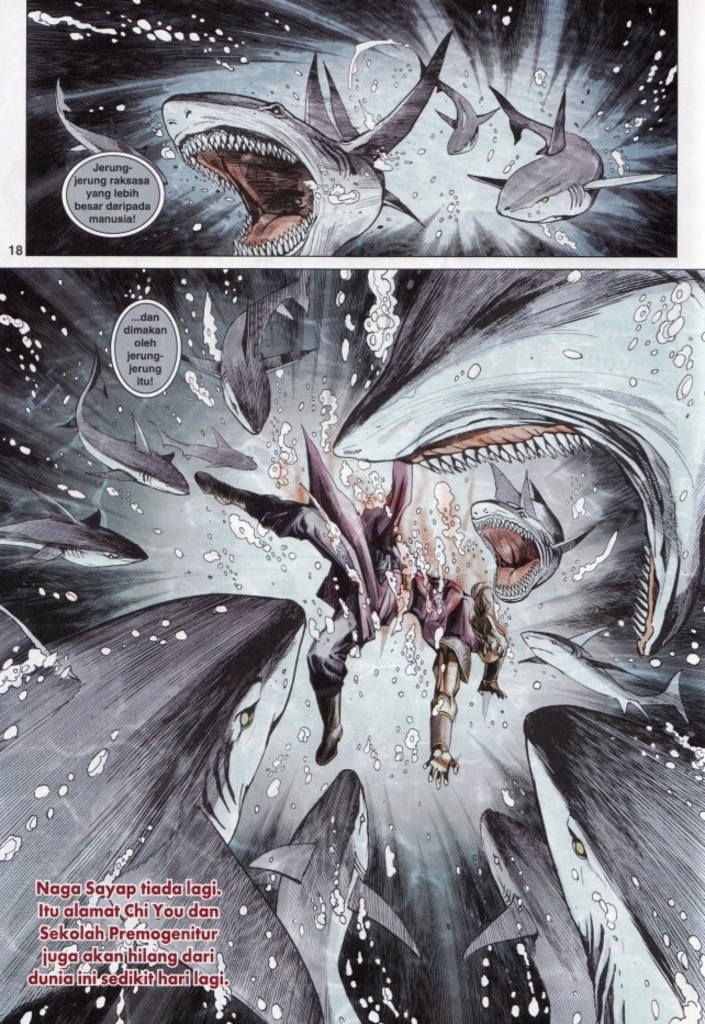 Jerung-
jerung raksasa
yang lebih
besar daripada
manusia!
18
...dan
dimakan
oleh
jerung-
jerung
itu!
Naga Sayap tiada lagi.
Itu alamat Chi You dan
Sekolah Premogenitur
juga akan hilang dari
dunia ini sedikit hari lagi.